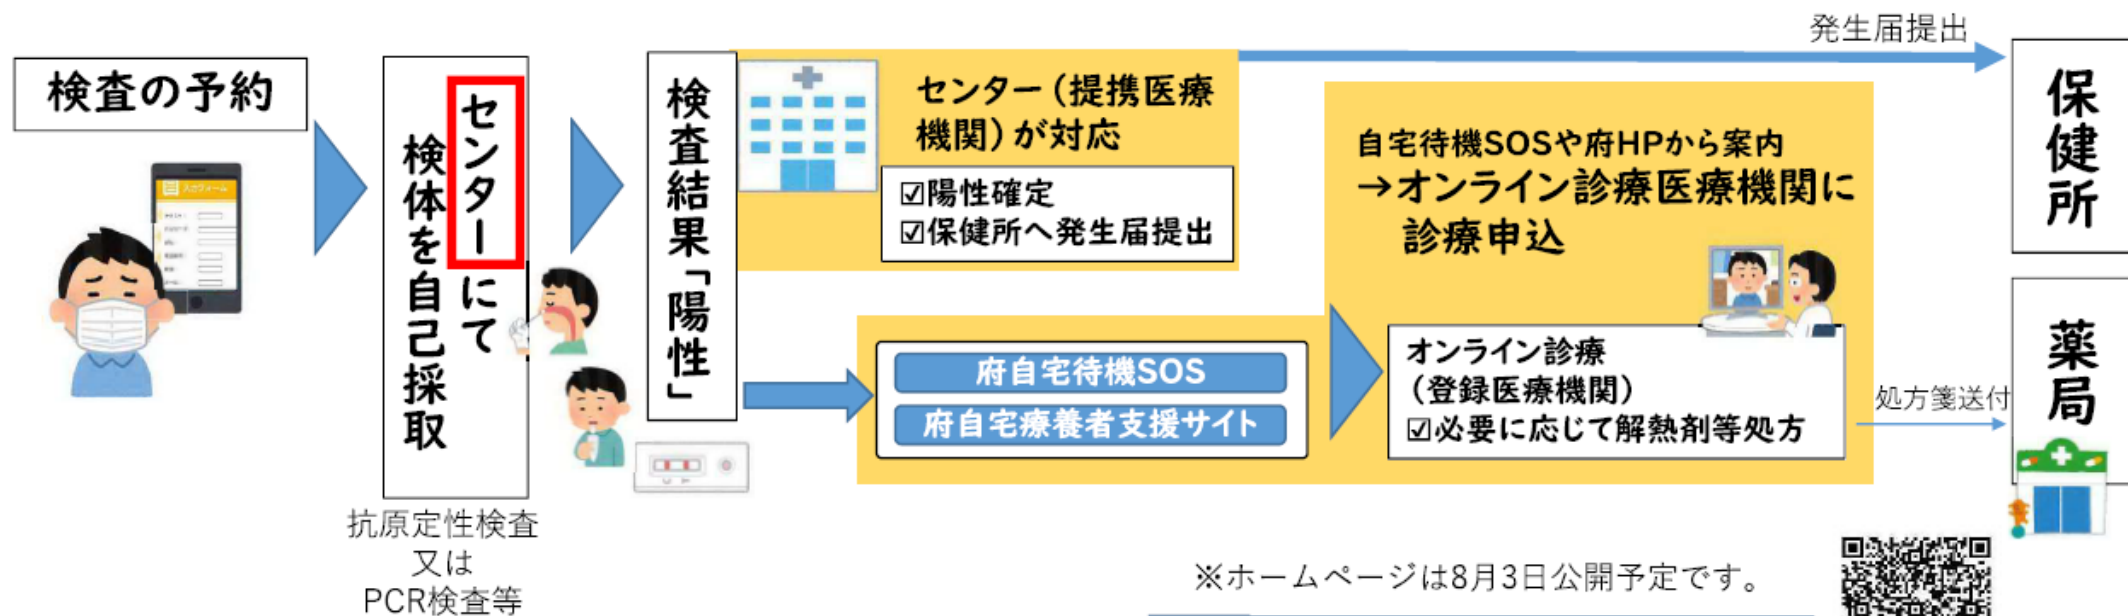 検査の予約
センターにて
検体を自己採取
抗原定性検査
又は
PCR検査等
検査結果「陽性」
センター（提携医療
機関）が対応
☑陽性確定
☑保健所へ発生届提出
発生届提出
保健所
府自宅待機SOS
府自宅療養者支援サイト
自宅待機SOSや府HPから案内
→オンライン診療医療機関に
診療申込
オンライン診療
（登録医療機関）
☑必要に応じて解熱剤等処方
処方箋送付
薬局
※ホームページは8月3日公開予定です。